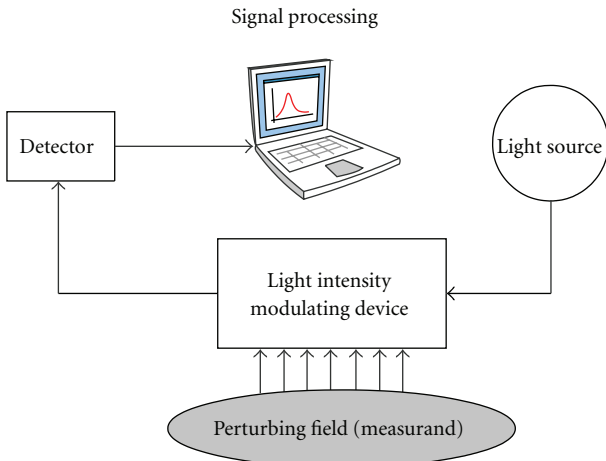 Signal processing
Detector
Light source
Light intensity
modulating device
Perturbing field (measurand)